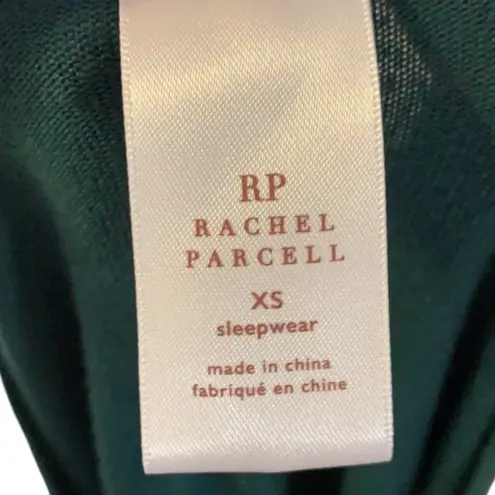 RP
RACHEL
PARCELL
XS
sleepwear
made in china
fabriqué en chine